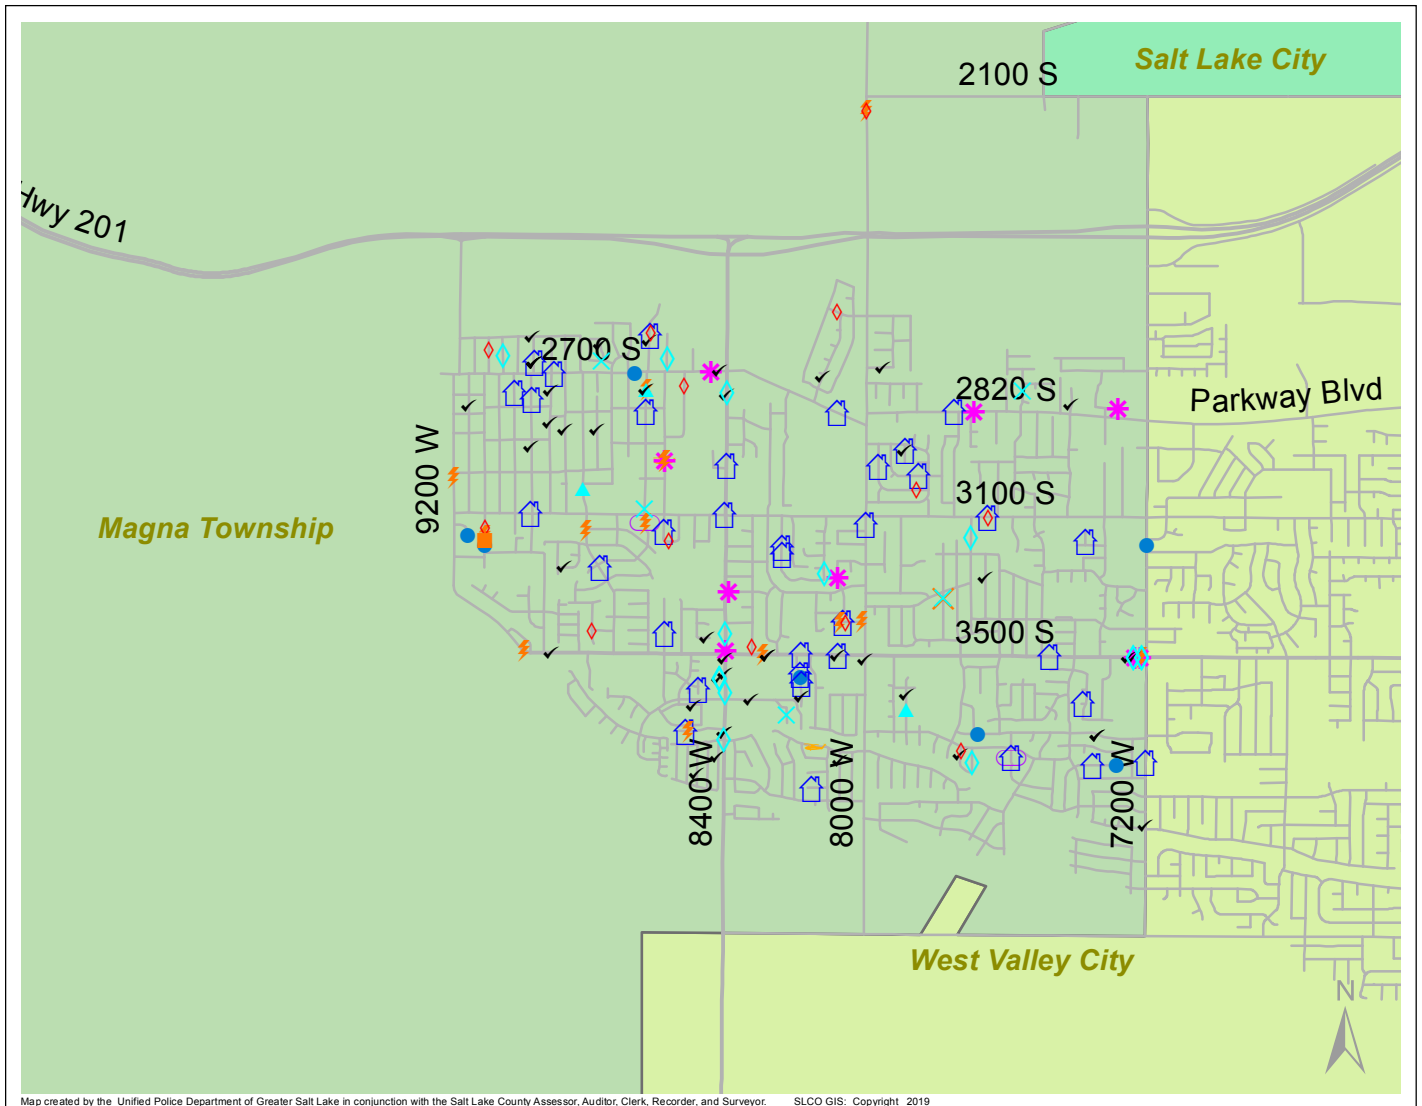 Salt Lake City
2100 S
Hwy 201
2700 S
2820 S
Parkway Blvd
9200 W
3100 S
Magna Township
3500 S
8400 W
8000 W
7200 W
West Valley City
N
Map created by the Unified Police Department of Greater Salt Lake in conjunction with the Salt Lake County Assessor, Auditor, Clerk, Recorder, and Surveyor. SLCO GIS: Copyright 2019